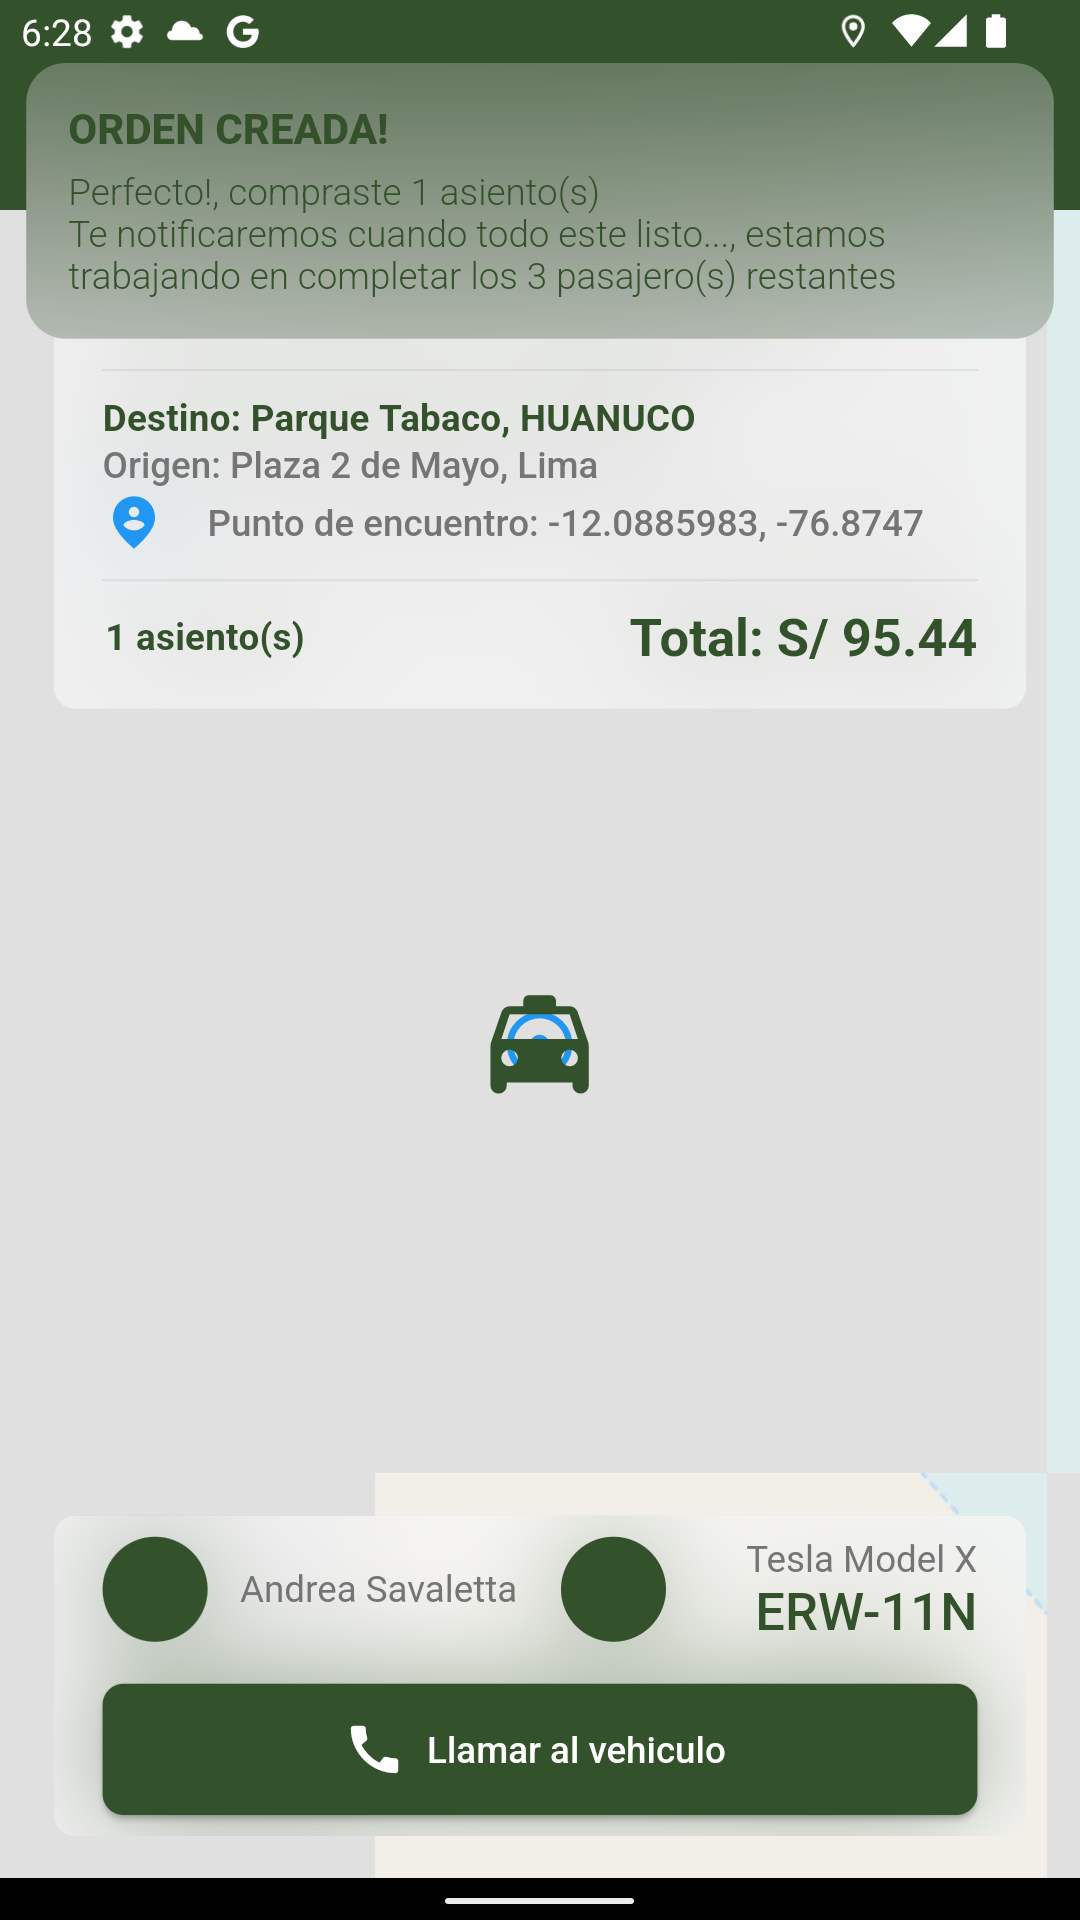 6:28
ORDEN CREADA!
Perfecto!, compraste 1 asiento(s)
Te notificaremos cuando todo este listo..., estamos
trabajando en completar los 3 pasajero(s) restantes
Destino: Parque Tabaco, HUANUCO
Origen: Plaza 2 de Mayo, Lima
Punto de encuentro: -12.0885983, -76.8747
1 asiento(s)
Total: S/ 95.44
Andrea Savaletta
Tesla Model X
ERW-11N
Llamar al vehiculo